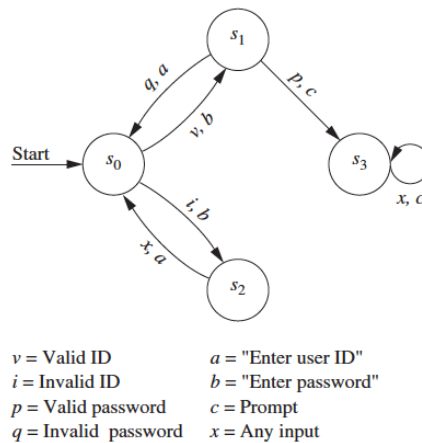 s1
q, a
v, b
p, c
Start
s0
s3
x, c
i, b
x, a
s2
v = Valid ID
a = "Enter user ID"
i = Invalid ID
b = "Enter password"
p = Valid password
c = Prompt
q = Invalid password
x = Any input